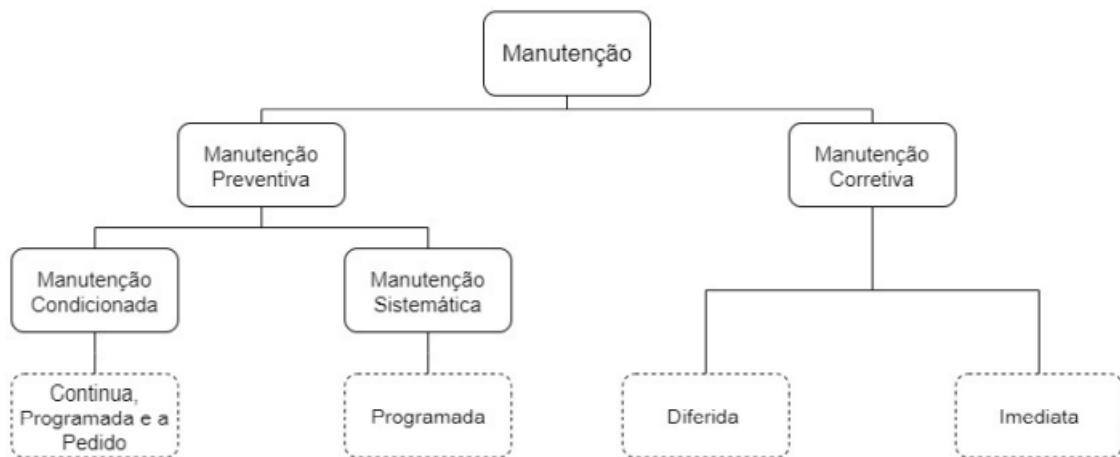 Manutenção
Manutenção
Preventiva
Manutenção
Corretiva
Manutenção
Condicionada
Manutenção
Sistemática
Continua,
Programada e a
Pedido
Programada
Diferida
Imediata